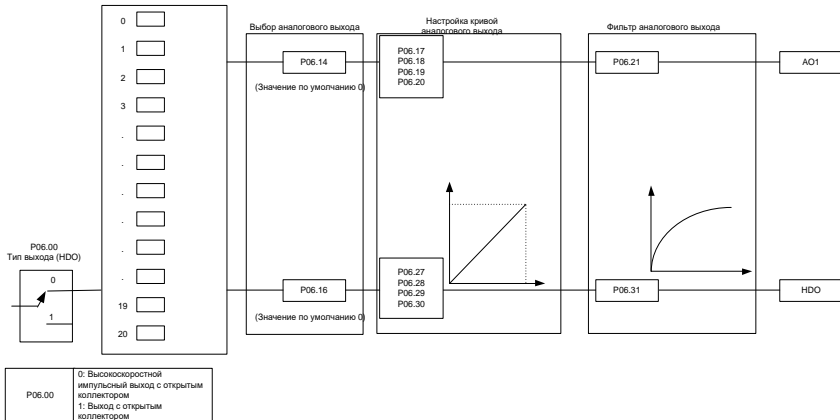 0
1
2
3
.
.
.
.
.
.
19
20
Выбор аналогового выхода
P06.14
(Значение по умолчанию 0)
P06.16
(Значение по умолчанию 0)
Настройка кривой
аналогового выхода
P06.17
P06.18
P06.19
P06.20
P06.27
P06.28
P06.29
P06.30
Фильтр аналогового выхода
P06.21
P06.31
AO1
HDO
P06.00
Тип выхода (HDO)
0
1
P06.00
0: Высокоскоростной
импульсный выход с открытым
коллектором
1: Выход с открытым
коллектором